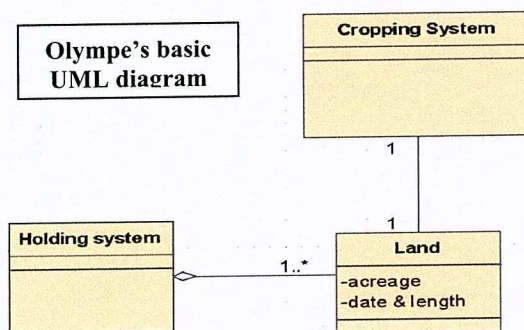 Olympe's basic
UML diagram
Cropping System
1
1
Holding system
1..*
Land
-acreage
-date & length